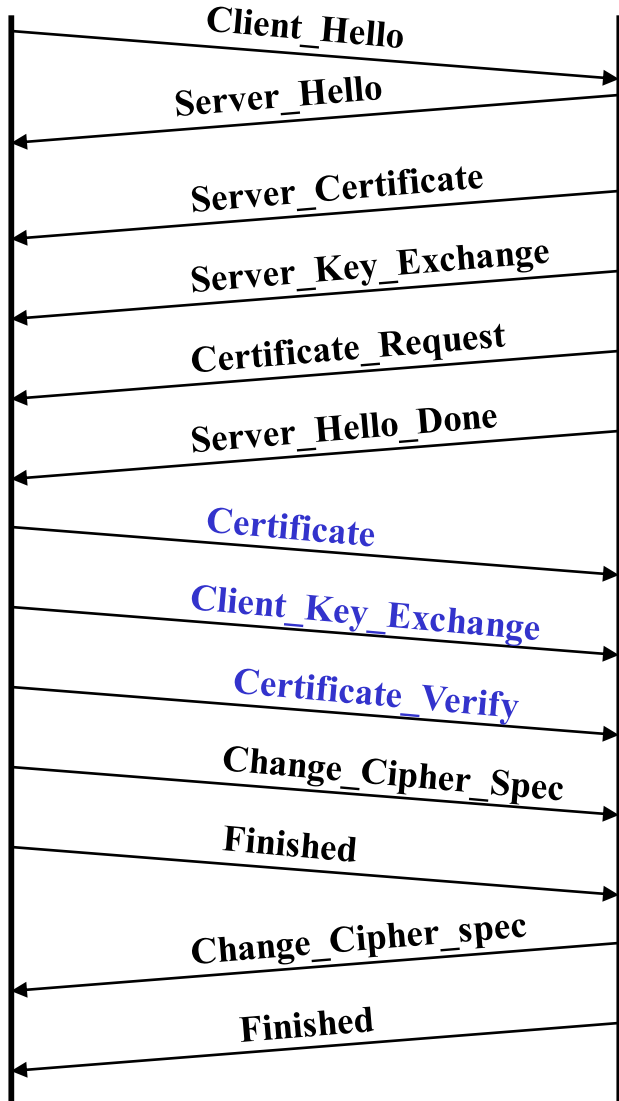 Client_Hello
Server_Hello
Server_Certificate
Server_Key_Exchange
Certificate_Request
Server_Hello_Done
Certificate
Client_Key_Exchange
Certificate_Verify
Change_Cipher_Spec
Finished
Change_Cipher_spec
Finished